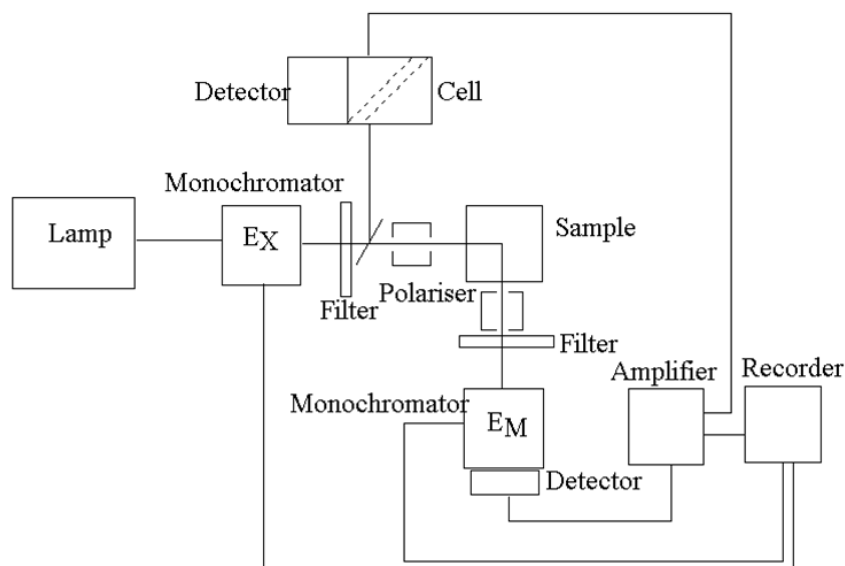 Detector
Cell
Monochromator
Lamp
EX
Sample
Filter
Polariser
Filter
Amplifier
Recorder
Monochromator
EM
Detector